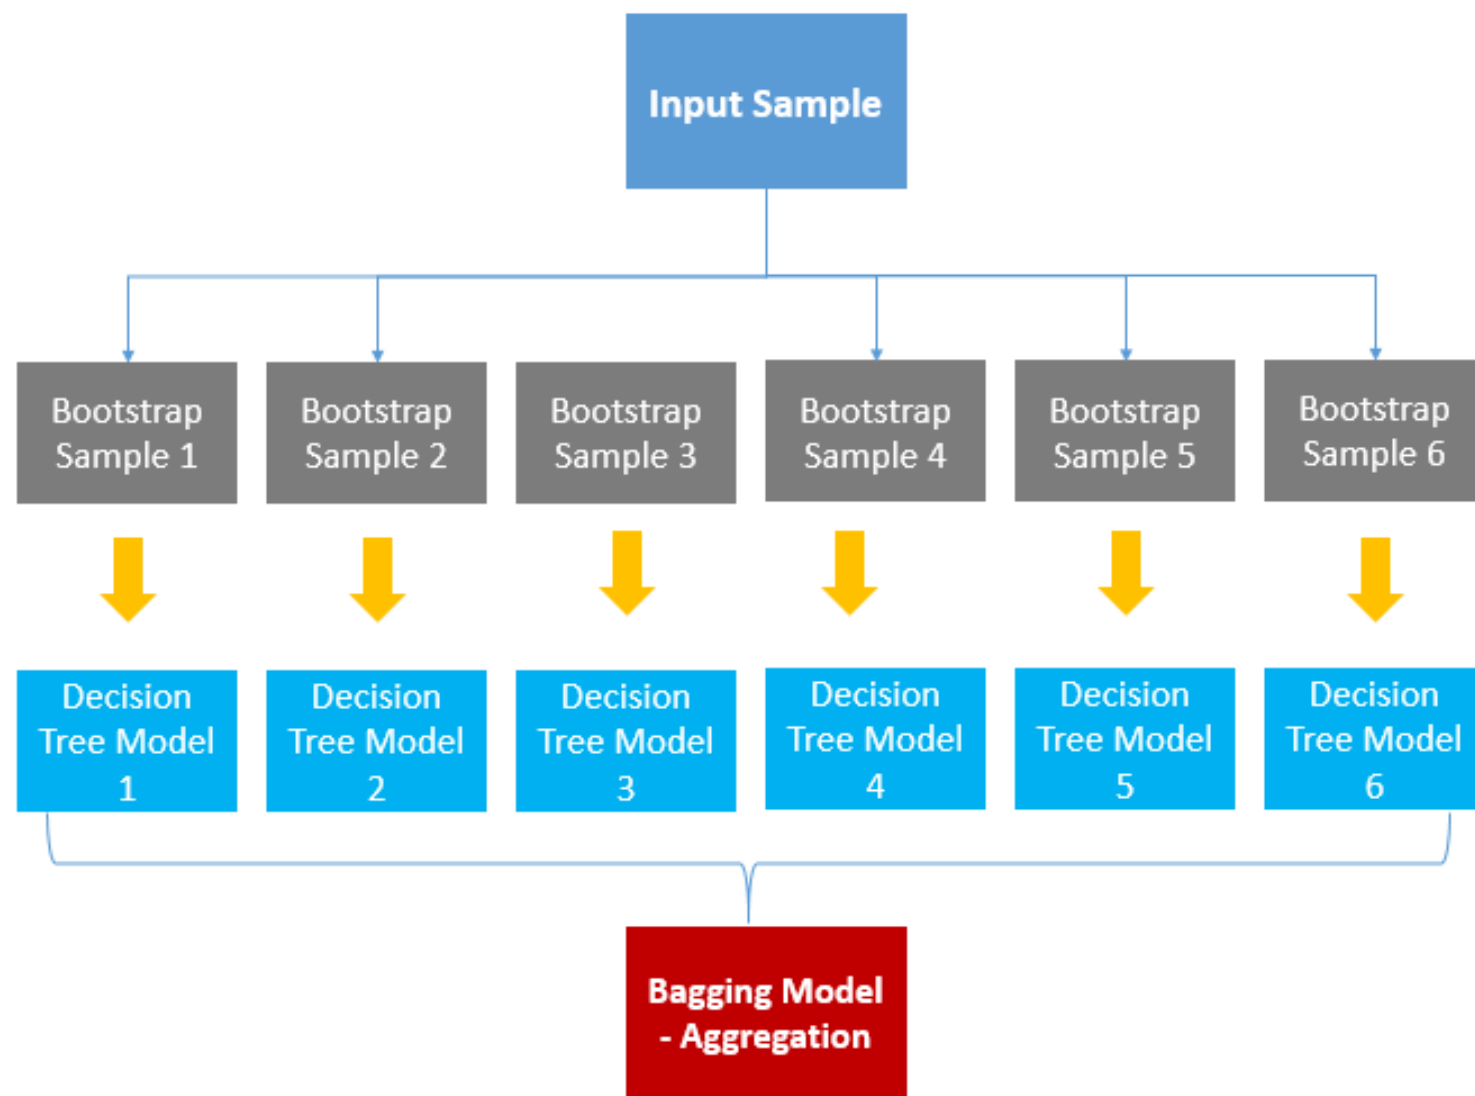 Input Sample
Bootstrap
Sample 1
Bootstrap
Sample 2
Bootstrap
Sample 3
Bootstrap
Sample 4
Bootstrap
Sample 5
Bootstrap
Sample 6
Decision
Tree Model
1
Decision
Tree Model
2
Decision
Tree Model
3
Decision
Tree Model
4
Decision
Tree Model
5
Decision
Tree Model
6
Bagging Model
- Aggregation